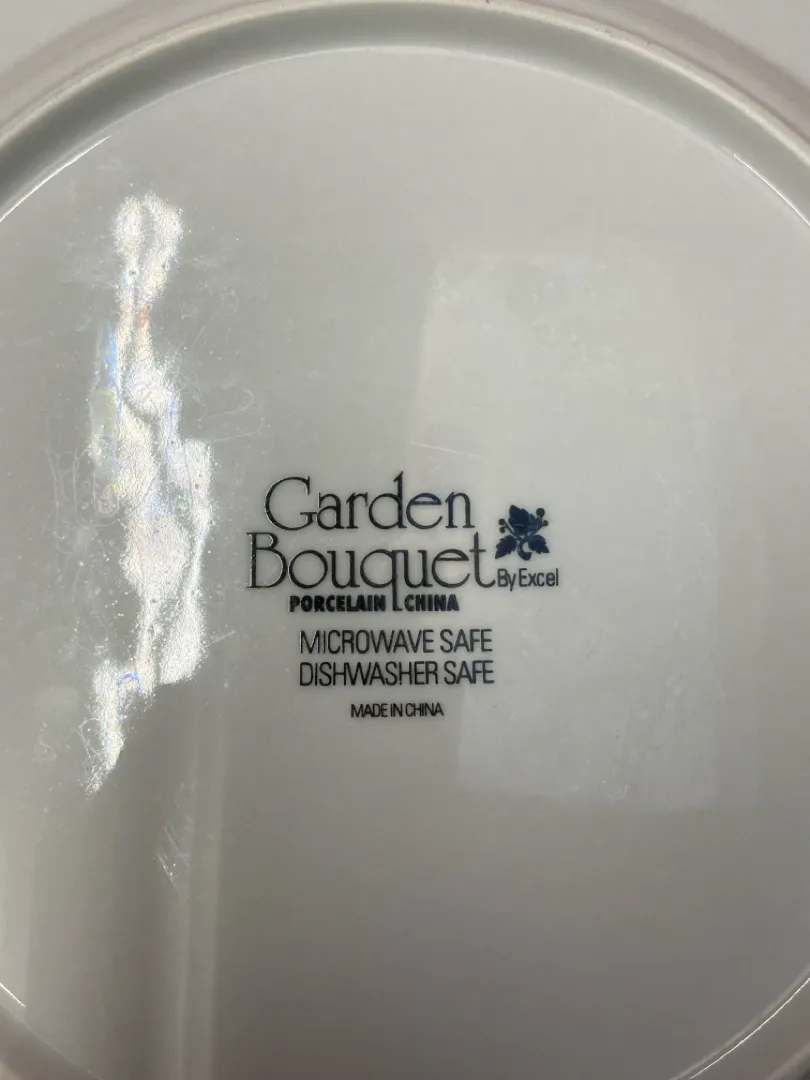 Garden
Bouquet By Excel
PORCELAIN CHINA
MICROWAVE SAFE
DISHWASHER SAFE
MADE IN CHINA